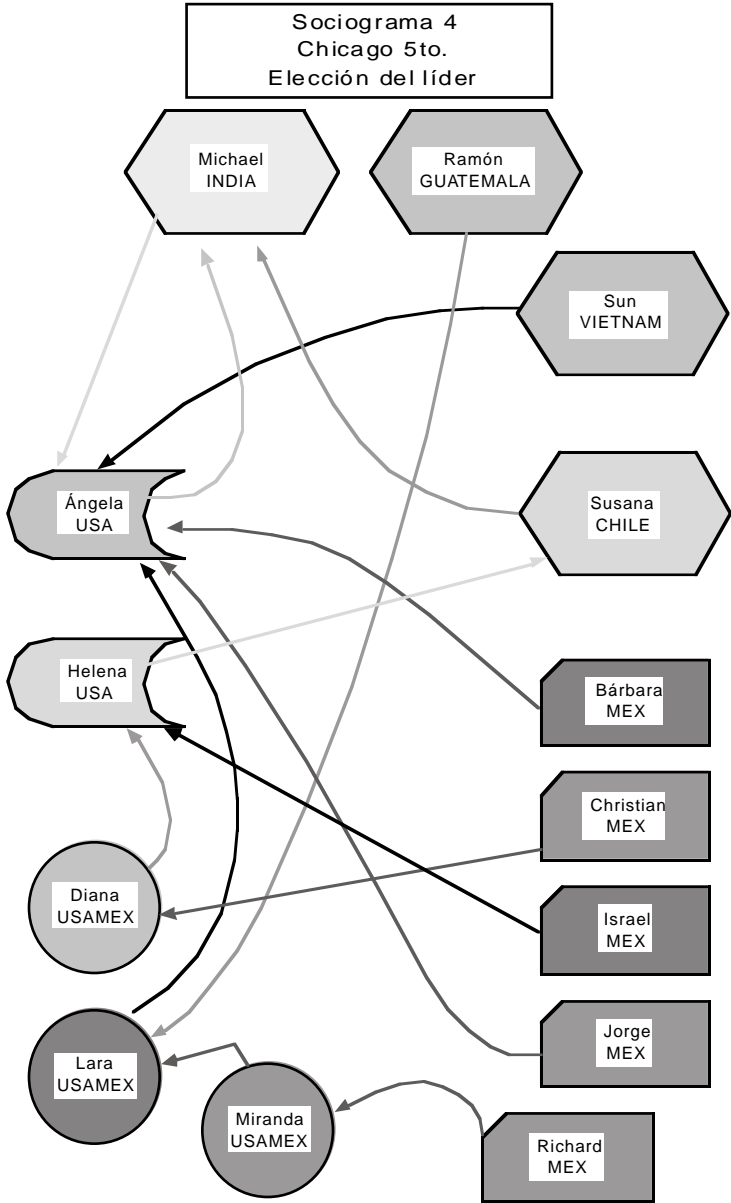 Sociograma 4
Chicago 5to.
Elección del líder
Michael
INDIA
Ramón
GUATEMALA
Sun
VIETNAM
Ángela
USA
Susana
CHILE
Helena
USA
Bárbara
MEX
Christian
MEX
Diana
USAMEX
Israel
MEX
Jorge
MEX
Lara
USAMEX
Miranda
USAMEX
Richard
MEX